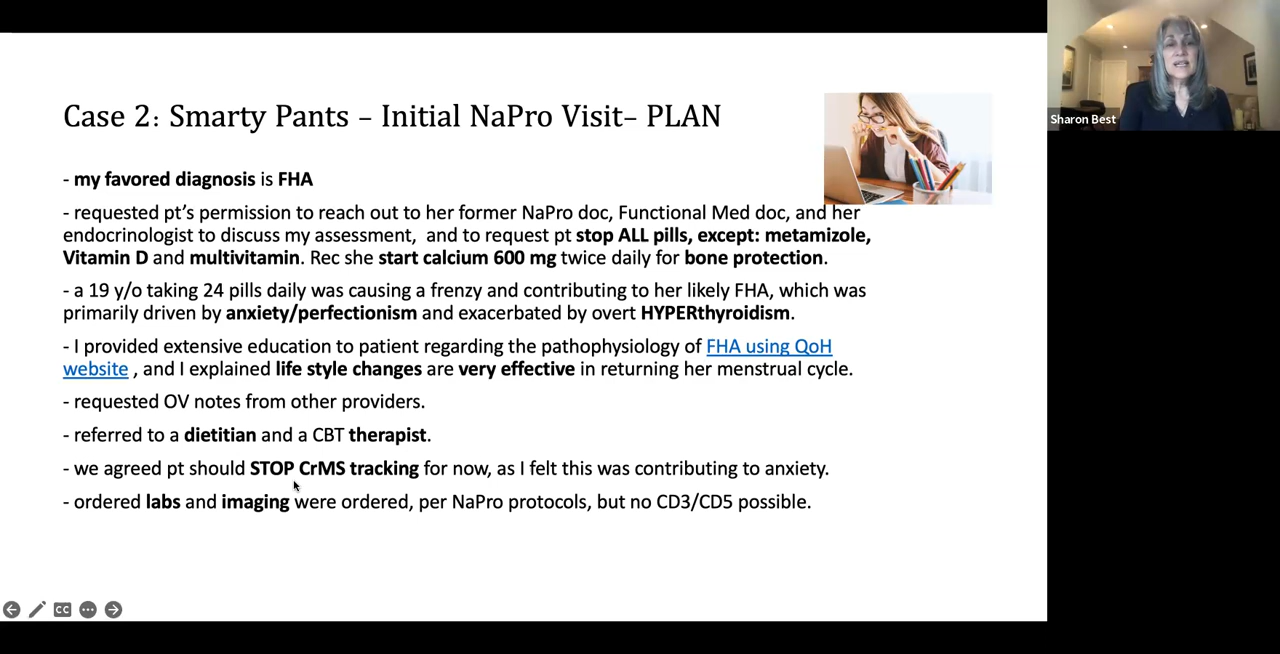 Case 2: Smarty Pants – Initial NaPro Visit– PLAN
- my favored diagnosis is FHA
- requested pt’s permission to reach out to her former NaPro doc, Functional Med doc, and her
endocrinologist to discuss my assessment,  and to request pt stop ALL pills, except: metamizole,
Vitamin D and multivitamin. Rec she start calcium 600 mg twice daily for bone protection.
- a 19 y/o taking 24 pills daily was causing a frenzy and contributing to her likely FHA, which was
primarily driven by anxiety/perfectionism and exacerbated by overt HYPERthyroidism.
- I provided extensive education to patient regarding the pathophysiology of FHA using QoH
website , and I explained life style changes are very effective in returning her menstrual cycle.
- requested OV notes from other providers.
- referred to a dietitian and a CBT therapist.
- we agreed pt should STOP CrMS tracking for now, as I felt this was contributing to anxiety.
- ordered labs and imaging were ordered, per NaPro protocols, but no CD3/CD5 possible.
CC
Sharon Best